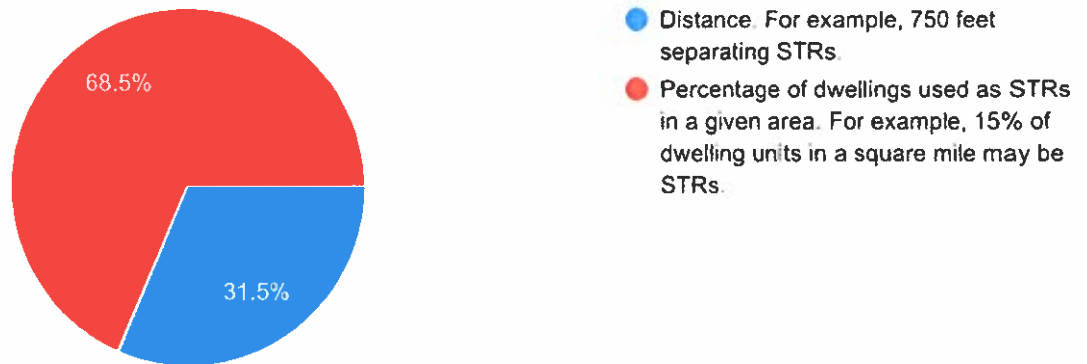 68.5%
31.5%
Distance. For example, 750 feet
separating STRs.
Percentage of dwellings used as STRs
in a given area. For example, 15% of
dwelling units in a square mile may be
STRs.